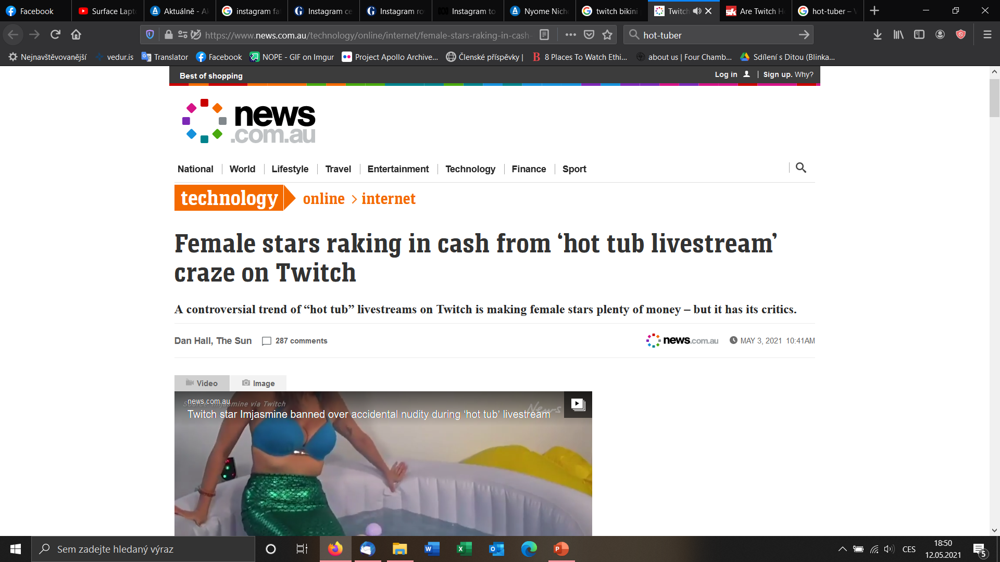 Facebook
Surface Lapt
Aktuálně - A
instagram fa
Instagram ce
Instagram ro
Instagram to
Nyome Nich
twitch bikini
Twitch
Are Twitch H
hot-tuber – V
https://www.news.com.au/technology/online/internet/female-stars-raking-in-cash-
hot-tuber
Nejnavštěvovanější
vedur.is
Translator
Facebook
NOPE - GIF on Imgur
Project Apollo Archive...
Členské příspěvky |
8 Places To Watch Ethi...
about us | Four Chamb...
Sdílení s Ditou (Blinka...
Best of shopping
Log in | Sign up. Why?
news
.com.au
National
World
Lifestyle
Travel
Entertainment
Technology
Finance
Sport
technology
online > internet
Female stars raking in cash from ‘hot tub livestream’
craze on Twitch
A controversial trend of “hot tub” livestreams on Twitch is making female stars plenty of money – but it has its critics.
Dan Hall, The Sun
287 comments
news.com.au
MAY 3, 2021 10:41AM
Video
Image
news.com.au
via Twitch
News
Twitch star Imjasmine banned over accidental nudity during ‘hot tub’ livestream
Sem zadejte hledaný výraz
CES
18:50
12.05.2021
5